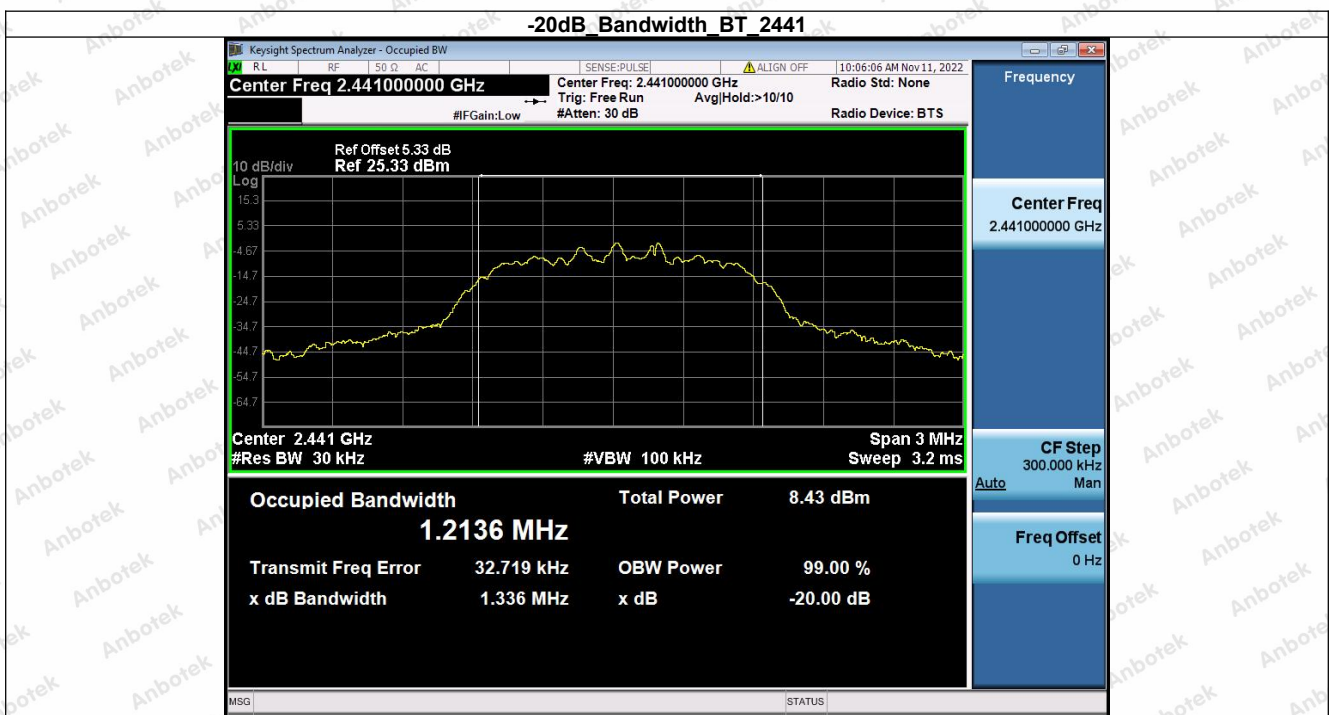 -20dB_Bandwidth_BT_2441
Keysight Spectrum Analyzer - Occupied BW
LXI RL RF 50 Ω AC SENSE:PULSE ALIGN OFF 10:06:06 AM Nov 11, 2022
Center Freq 2.441000000 GHz
Center Freq: 2.441000000 GHz Radio Std: None
Trig: Free Run Avg|Hold:>10/10
#IFGain:Low #Atten: 30 dB Radio Device: BTS
Ref Offset 5.33 dB
10 dB/div Ref 25.33 dBm
Log
15.3
5.33
-4.67
-14.7
-24.7
-34.7
-44.7
-54.7
-64.7
Center 2.441 GHz Span 3 MHz
#Res BW 30 kHz #VBW 100 kHz Sweep 3.2 ms
Occupied Bandwidth Total Power 8.43 dBm
1.2136 MHz
Transmit Freq Error 32.719 kHz OBW Power 99.00 %
x dB Bandwidth 1.336 MHz x dB -20.00 dB
MSG STATUS
Frequency
Center Freq
2.441000000 GHz
CF Step
300.000 kHz
Auto Man
Freq Offset
0 Hz
Anbotek